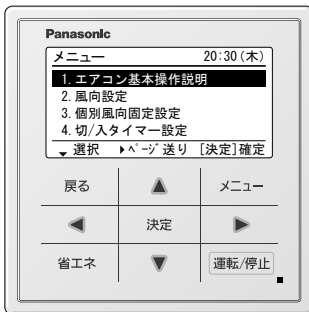 Panasonic
メニュー 20:30(木)
1. エアコン基本操作説明
2. 風向設定
3. 個別風向固定設定
4. 切/入タイマー設定
選択 ▶ﾍﾟｰｼﾞ送り [決定]確定
戻る ▲ メニュー
◀ 決定 ▶
省エネ ▼ 運転/停止